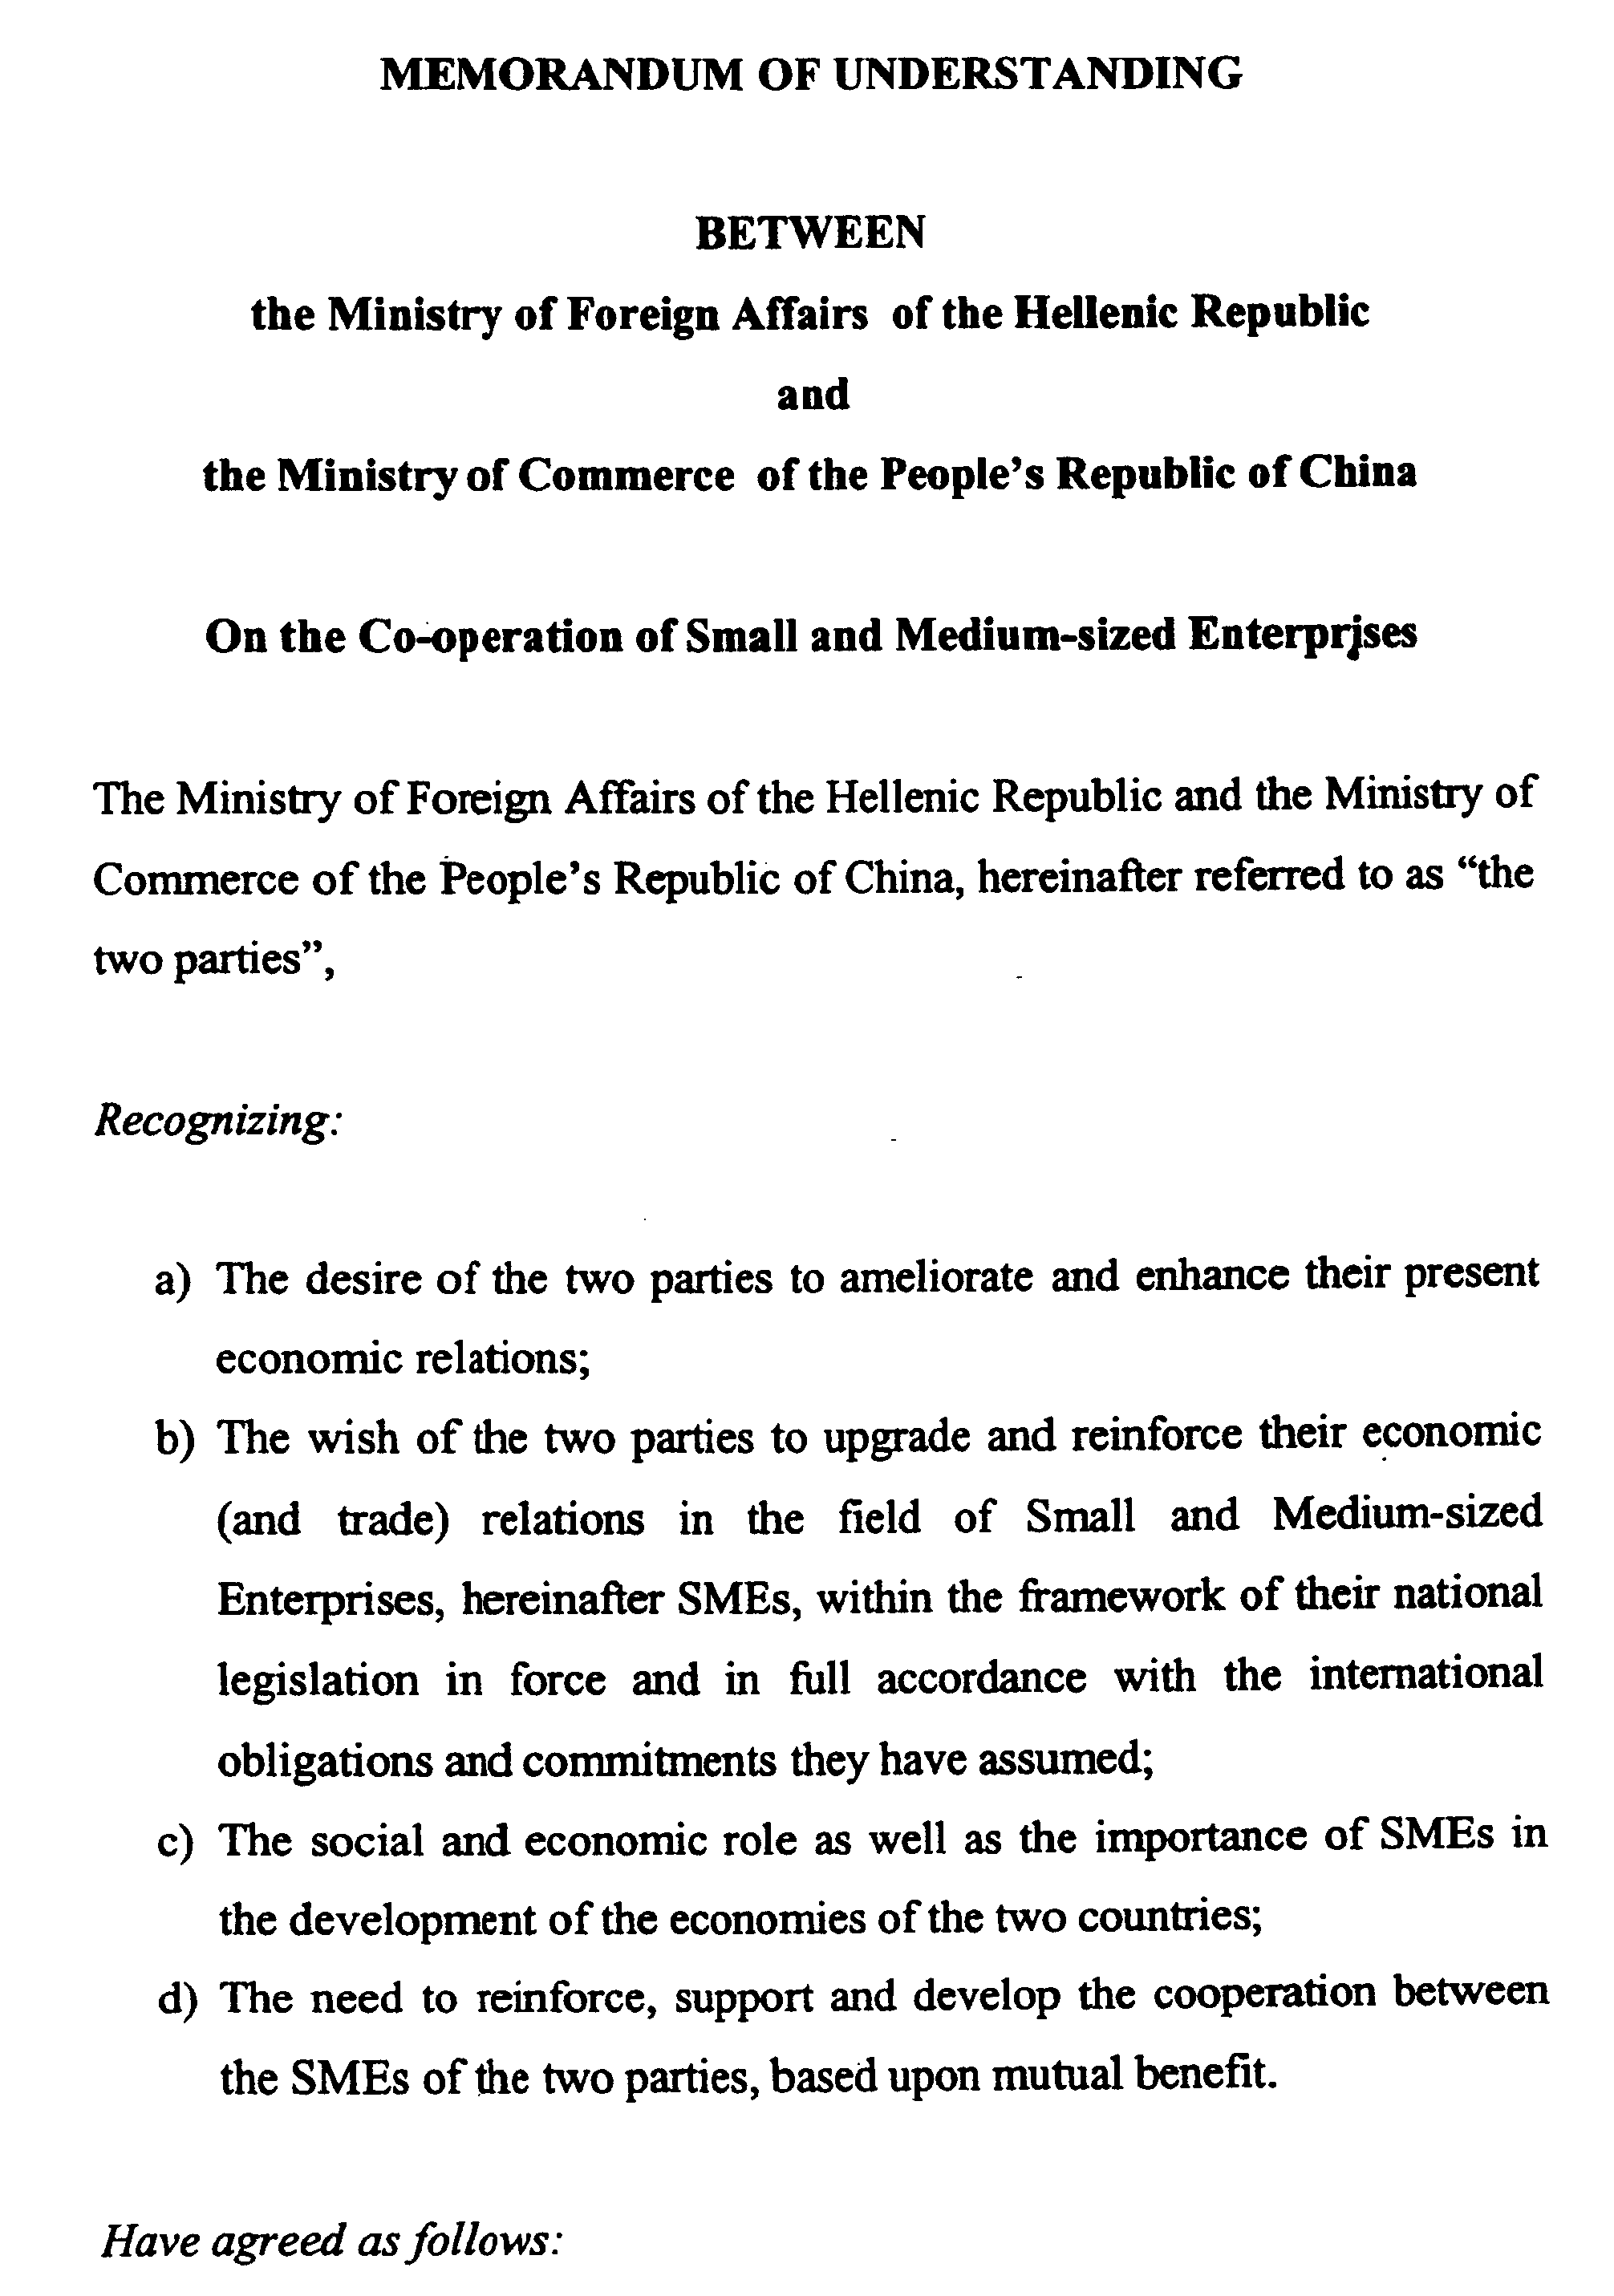 MEMORANDUM OF UNDERSTANDING
BETWEEN
the Ministry of Foreign Affairs of the Hellenic Republic
and
the Ministry of Commerce of the People's Republic of China
On the Co-operation of Small and Medium-sized Enterprises
The Ministry of Foreign Affairs of the Hellenic Republic and the Ministry of
Commerce of the People's Republic of China, hereinafter referred to as “the
two parties”,
Recognizing:
a) The desire of the two parties to ameliorate and enhance their present
economic relations;
b) The wish of the two parties to upgrade and reinforce their economic
(and trade) relations in the field of Small and Medium-sized
Enterprises, hereinafter SMEs, within the framework of their national
legislation in force and in full accordance with the international
obligations and commitments they have assumed;
c) The social and economic role as well as the importance of SMEs in
the development of the economies of the two countries;
d) The need to reinforce, support and develop the cooperation between
the SMEs of the two parties, based upon mutual benefit.
Have agreed as follows: